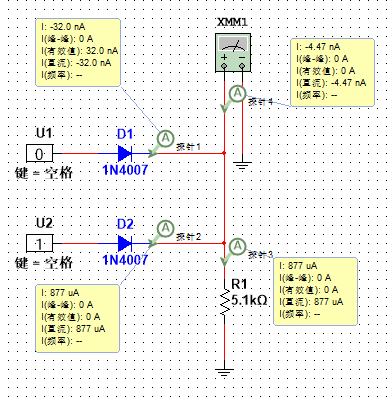 I: -32.0 nA
I(峰-峰): 0 A
I(有效值): 32.0 nA
I(直流): -32.0 nA
I(频率): --
XMM1
I: -4.47 nA
I(峰-峰): 0 A
I(有效值): 0 A
I(直流): -4.47 nA
I(频率): --
A
A
探针4
U1
D1
探针1
0
键 = 空格
1N4007
U2
D2
A
探针2
A
1
键 = 空格
1N4007
探针3
R1
5.1kΩ
I: 877 uA
I(峰-峰): 0 A
I(有效值): 0 A
I(直流): 877 uA
I(频率): --
I: 877 uA
I(峰-峰): 0 A
I(有效值): 0 A
I(直流): 877 uA
I(频率): --